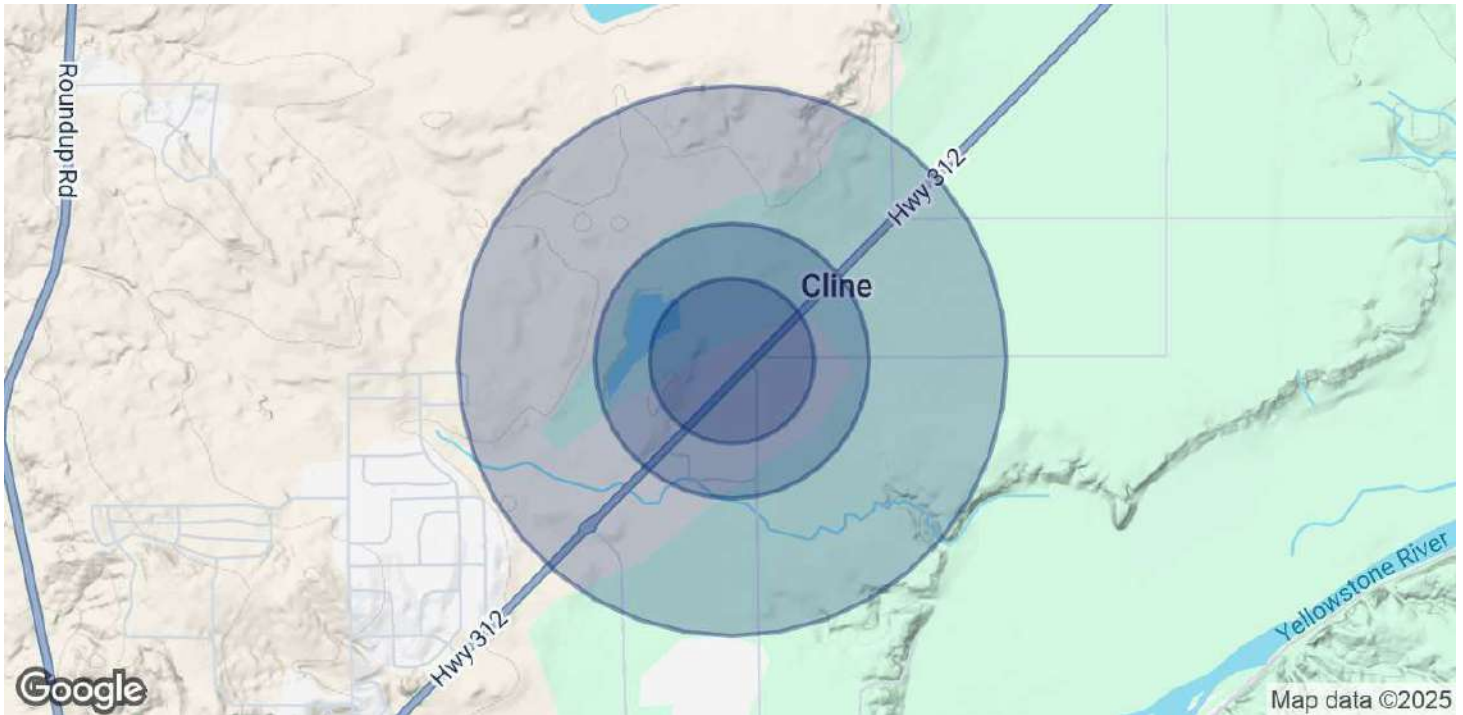 Roundup Rd
Hwy 312
Cline
Hwy 312
Yellowstone River
Google
Map data ©2025